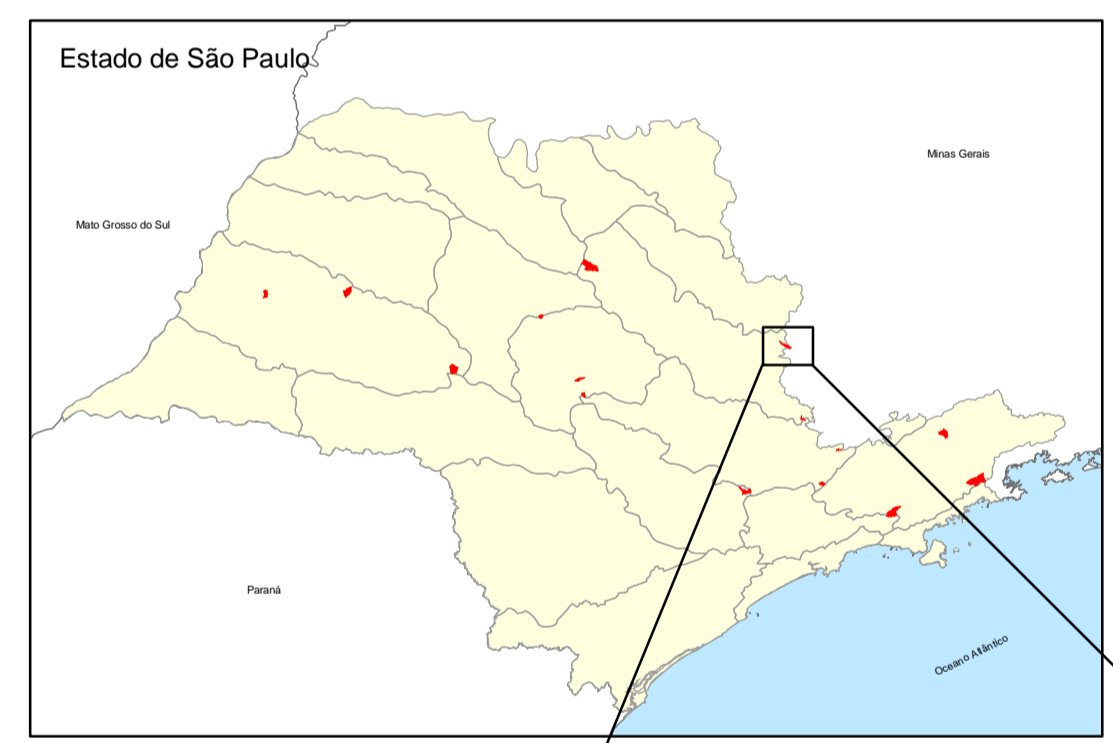 Estado de São Paulo
Minas Gerais
Mato Grosso do Sul
Paraná
Oceano Atlântico